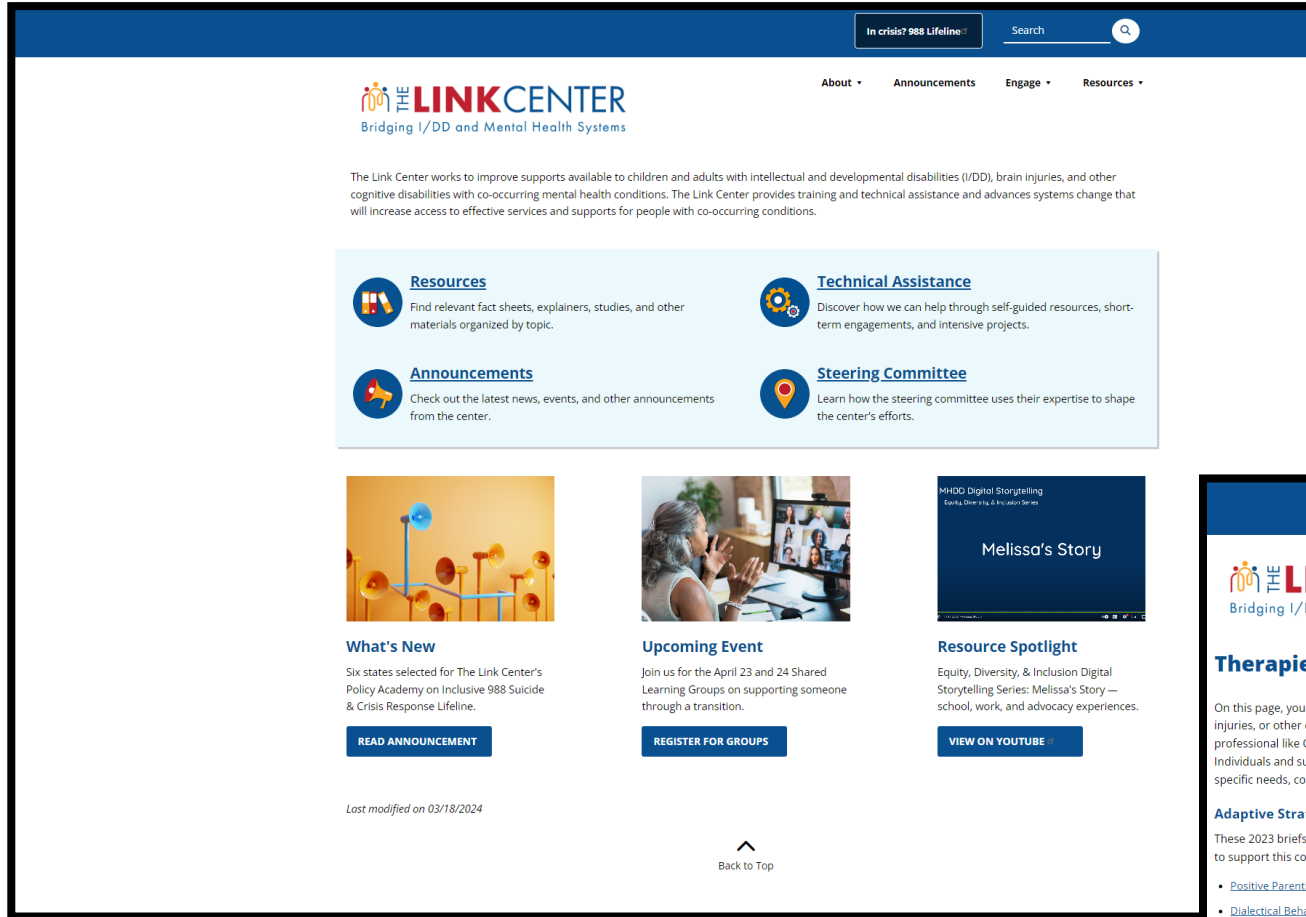 In crisis? 988 Lifeline
Search
THE LINKCENTER
Bridging I/DD and Mental Health Systems
About
Announcements
Engage
Resources
The Link Center works to improve supports available to children and adults with intellectual and developmental disabilities (I/DD), brain injuries, and other
cognitive disabilities with co-occurring mental health conditions. The Link Center provides training and technical assistance and advances systems change that
will increase access to effective services and supports for people with co-occurring conditions.
Resources
Find relevant fact sheets, explainers, studies, and other
materials organized by topic.
Technical Assistance
Discover how we can help through self-guided resources, short-
term engagements, and intensive projects.
Announcements
Check out the latest news, events, and other announcements
from the center.
Steering Committee
Learn how the steering committee uses their expertise to shape
the center's efforts.
MHDD Digital Storytelling
Equity, Diversity, & Inclusion Series
Melissa's Story
What's New
Six states selected for The Link Center's
Policy Academy on Inclusive 988 Suicide
& Crisis Response Lifeline.
READ ANNOUNCEMENT
Upcoming Event
Join us for the April 23 and 24 Shared
Learning Groups on supporting someone
through a transition.
REGISTER FOR GROUPS
Resource Spotlight
Equity, Diversity, & Inclusion Digital
Storytelling Series: Melissa's Story —
school, work, and advocacy experiences.
VIEW ON YOUTUBE
Last modified on 03/18/2024
Back to Top
THE
Bridging
On this page, you
injuries, or other
professional like
Individuals and
specific needs,
Adaptive
These 2023 briefs
to support this
Positive
Dialectical